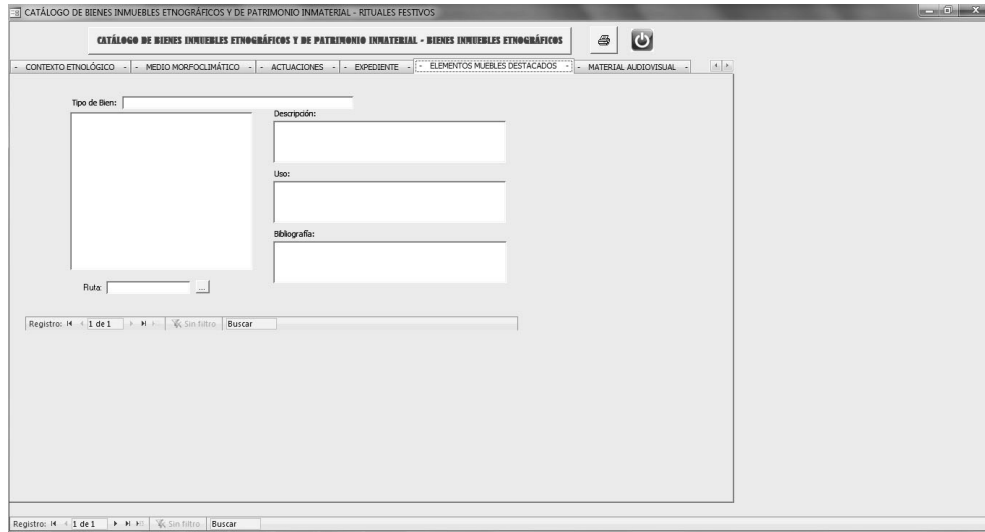 CATÁLOGO DE BIENES INMUEBLES ETNOGRÁFICOS Y DE PATRIMONIO INMATERIAL - RITUALES FESTIVOS
CATÁLOGO DE BIENES INMUEBLES ETNOGRÁFICOS Y DE PATRIMONIO INMATERIAL - BIENES INMUEBLES ETNOGRÁFICOS
- CONTEXTO ETNOLÓGICO - - MEDIO MORFOCLIMÁTICO - - ACTUACIONES - - EXPEDIENTE - - ELEMENTOS MUEBLES DESTACADOS - - MATERIAL AUDIOVISUAL -
Tipo de Bien:
Descripción:
Uso:
Bibliografía:
Ruta: ...
Registro: 1 de 1 Sin filtro Buscar
Registro: 1 de 1 Sin filtro Buscar